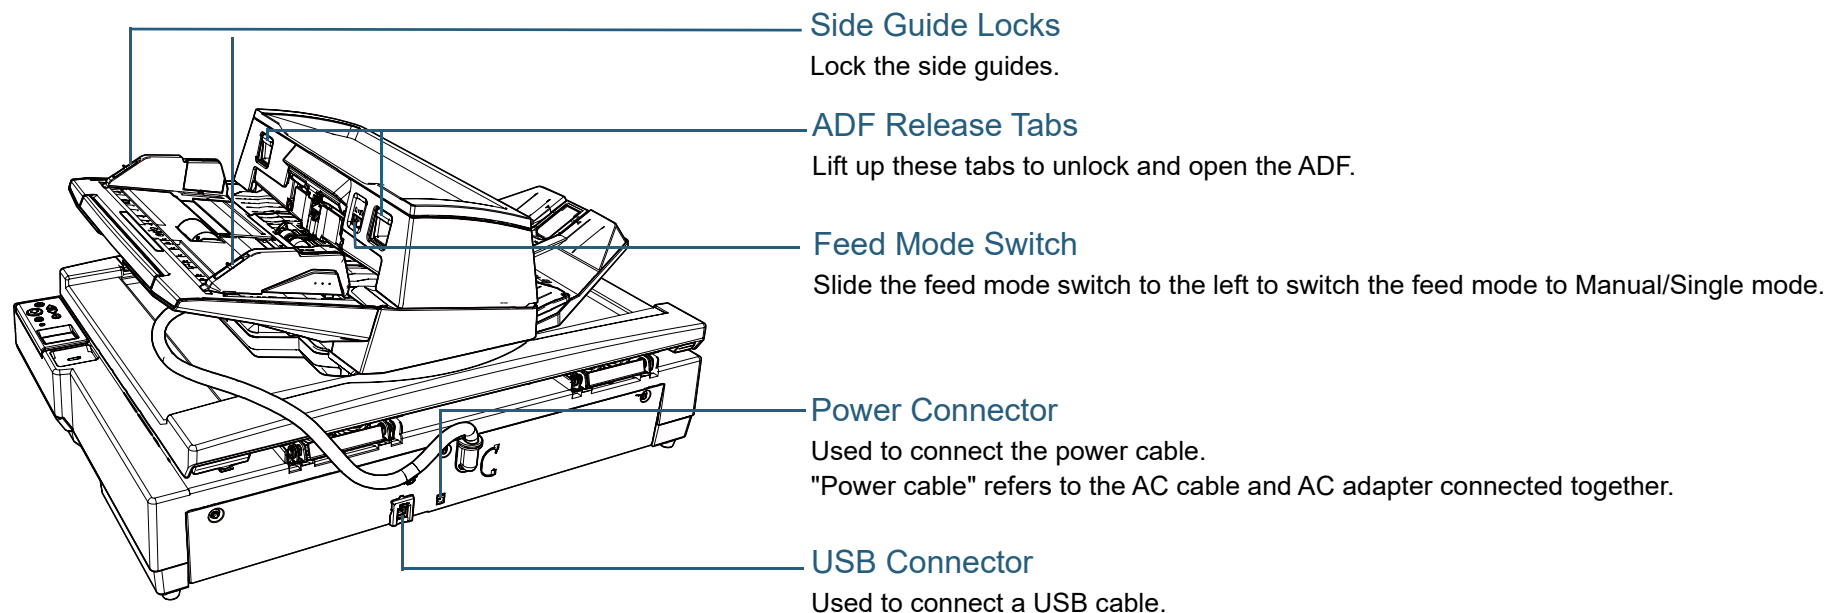 Side Guide Locks
Lock the side guides.
ADF Release Tabs
Lift up these tabs to unlock and open the ADF.
Feed Mode Switch
Slide the feed mode switch to the left to switch the feed mode to Manual/Single mode.
Power Connector
Used to connect the power cable.
"Power cable" refers to the AC cable and AC adapter connected together.
USB Connector
Used to connect a USB cable.